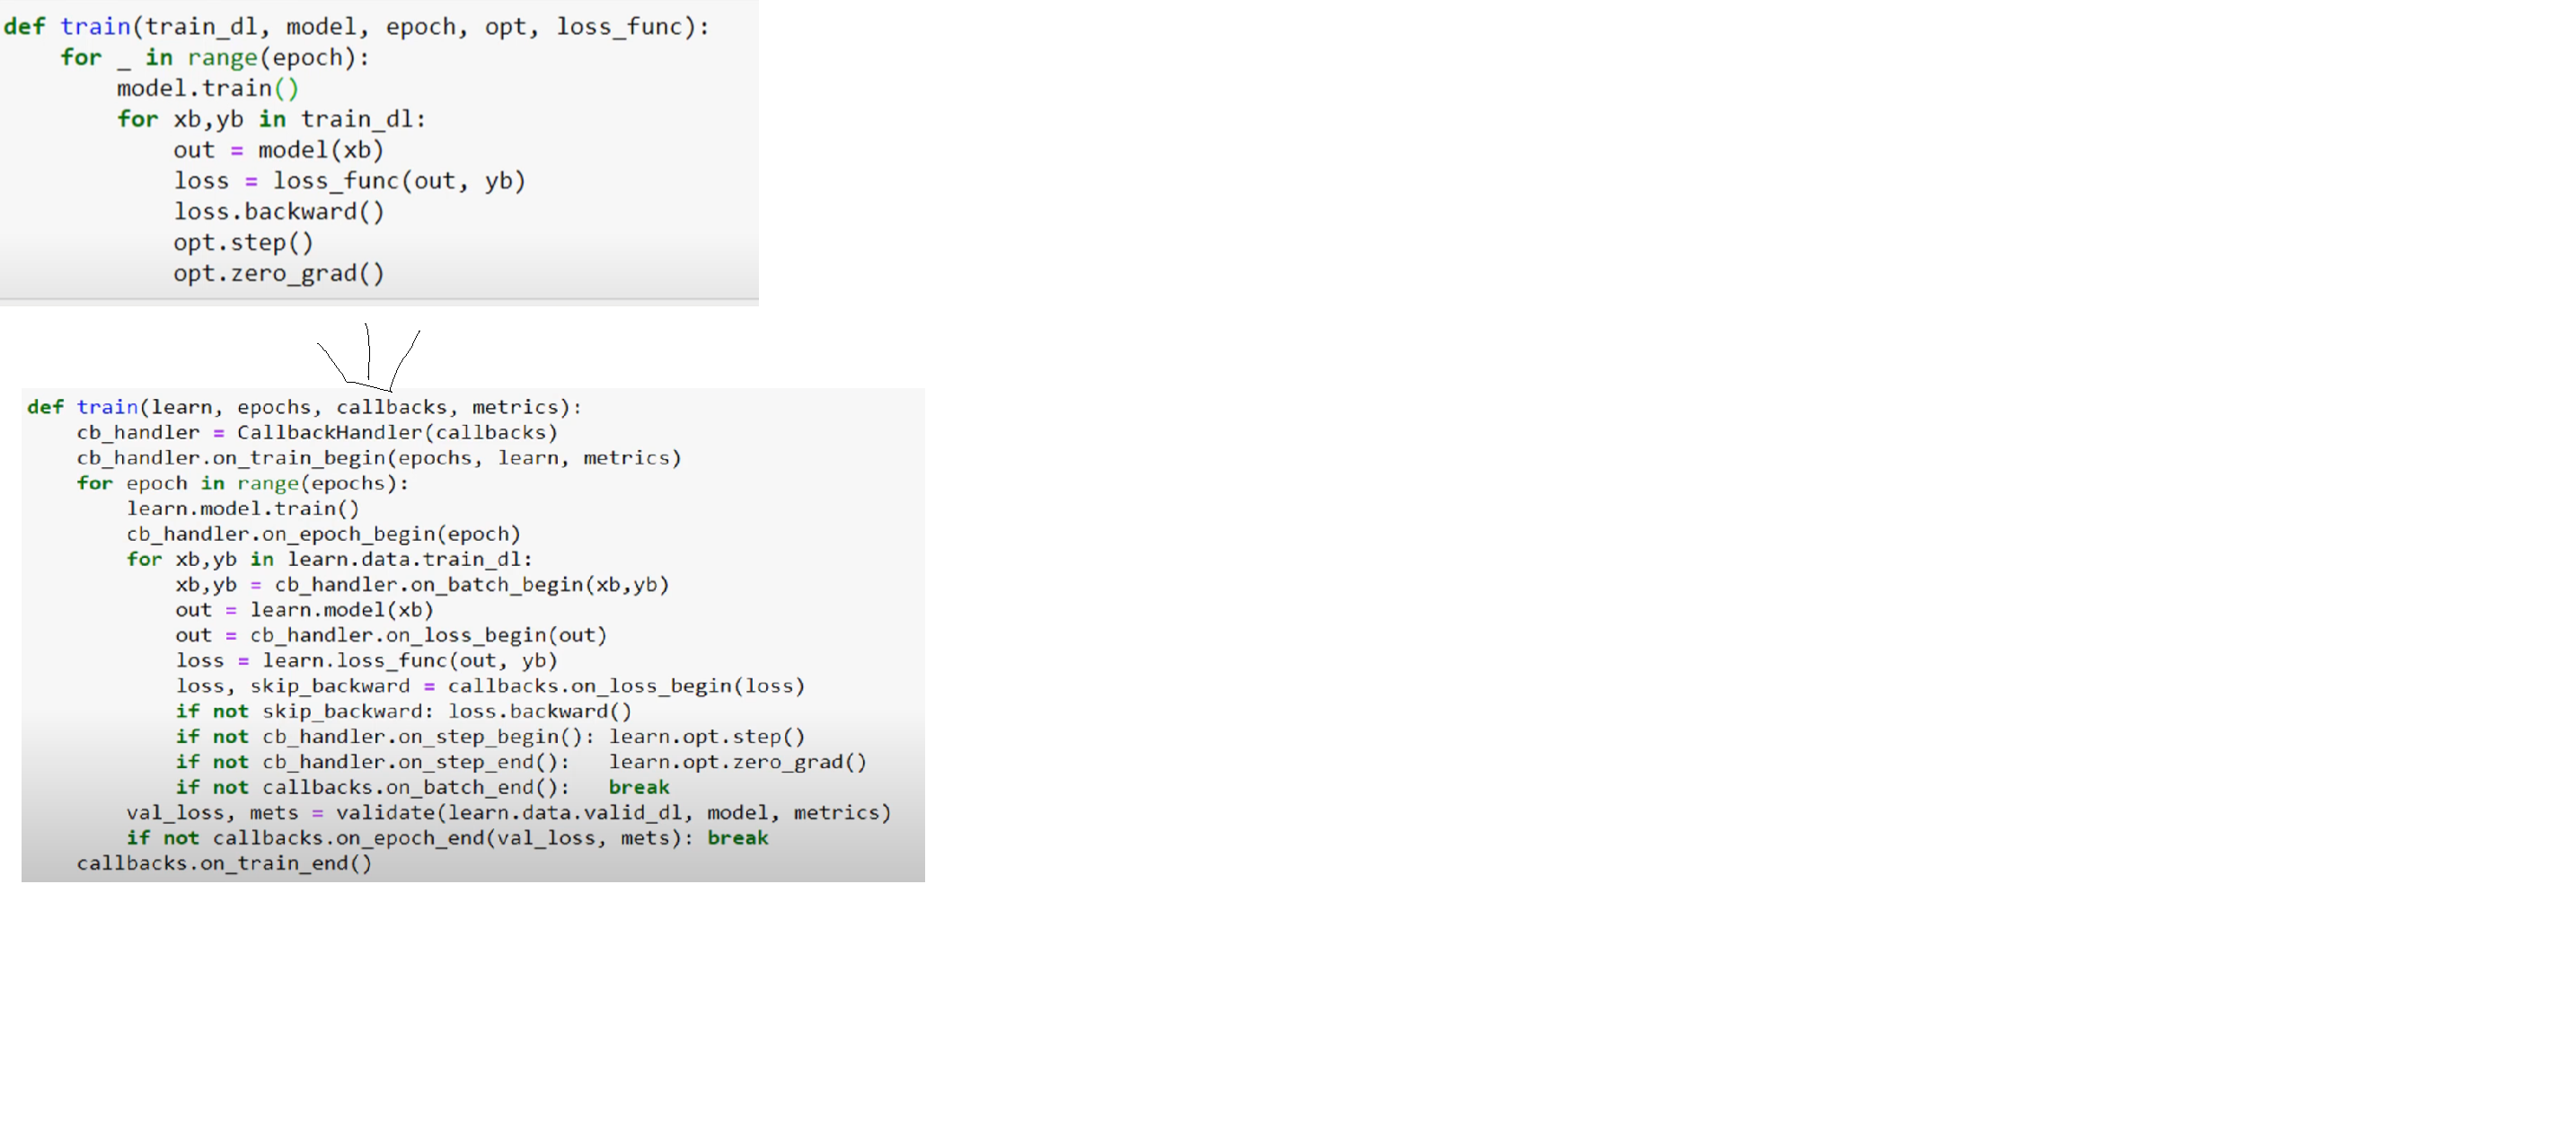 def train(train_dl, model, epoch, opt, loss_func):
    for _ in range(epoch):
        model.train()
        for xb,yb in train_dl:
            out = model(xb)
            loss = loss_func(out, yb)
            loss.backward()
            opt.step()
            opt.zero_grad()
def train(learn, epochs, callbacks, metrics):
    cb_handler = CallbackHandler(callbacks)
    cb_handler.on_train_begin(epochs, learn, metrics)
    for epoch in range(epochs):
        learn.model.train()
        cb_handler.on_epoch_begin(epoch)
        for xb,yb in learn.data.train_dl:
            xb,yb = cb_handler.on_batch_begin(xb,yb)
            out = learn.model(xb)
            out = cb_handler.on_loss_begin(out)
            loss = learn.loss_func(out, yb)
            loss, skip_backward = callbacks.on_loss_begin(loss)
            if not skip_backward: loss.backward()
            if not cb_handler.on_step_begin(): learn.opt.step()
            if not cb_handler.on_step_end():   learn.opt.zero_grad()
            if not callbacks.on_batch_end():   break
        val_loss, mets = validate(learn.data.valid_dl, model, metrics)
        if not callbacks.on_epoch_end(val_loss, mets): break
    callbacks.on_train_end()